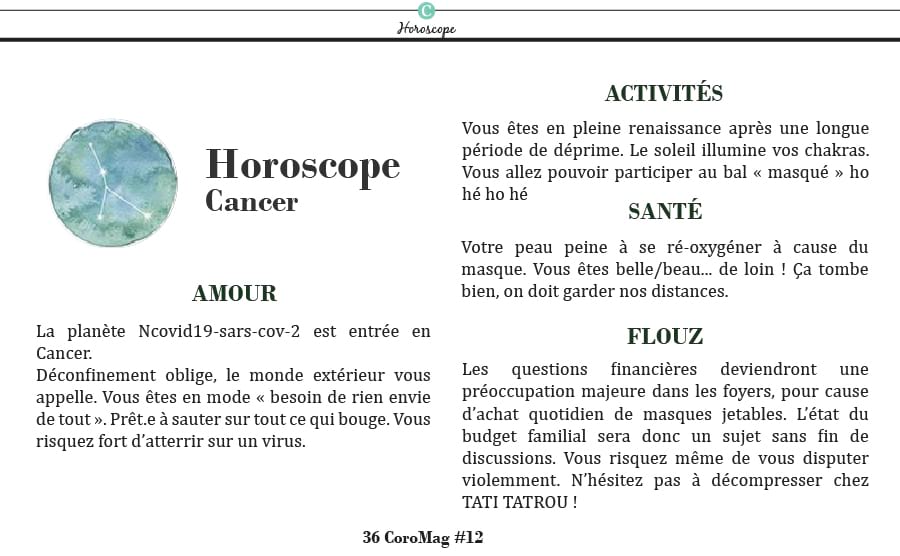 C
Horoscope
Horoscope
Cancer
AMOUR
La planète Ncovid19-sars-cov-2 est entrée en
Cancer.
Déconfinement oblige, le monde extérieur vous
appelle. Vous êtes en mode « besoin de rien envie
de tout ». Prêt.e à sauter sur tout ce qui bouge. Vous
risquez fort d’atterrir sur un virus.
ACTIVITÉS
Vous êtes en pleine renaissance après une longue
période de déprime. Le soleil illumine vos chakras.
Vous allez pouvoir participer au bal « masqué » ho
hé ho hé
SANTÉ
Votre peau peine à se ré-oxygéner à cause du
masque. Vous êtes belle/beau... de loin ! Ça tombe
bien, on doit garder nos distances.
FLOUZ
Les questions financières deviendront une
préoccupation majeure dans les foyers, pour cause
d’achat quotidien de masques jetables. L’état du
budget familial sera donc un sujet sans fin de
discussions. Vous risquez même de vous disputer
violemment. N’hésitez pas à décompresser chez
TATI TATROU !
36 CoroMag #12